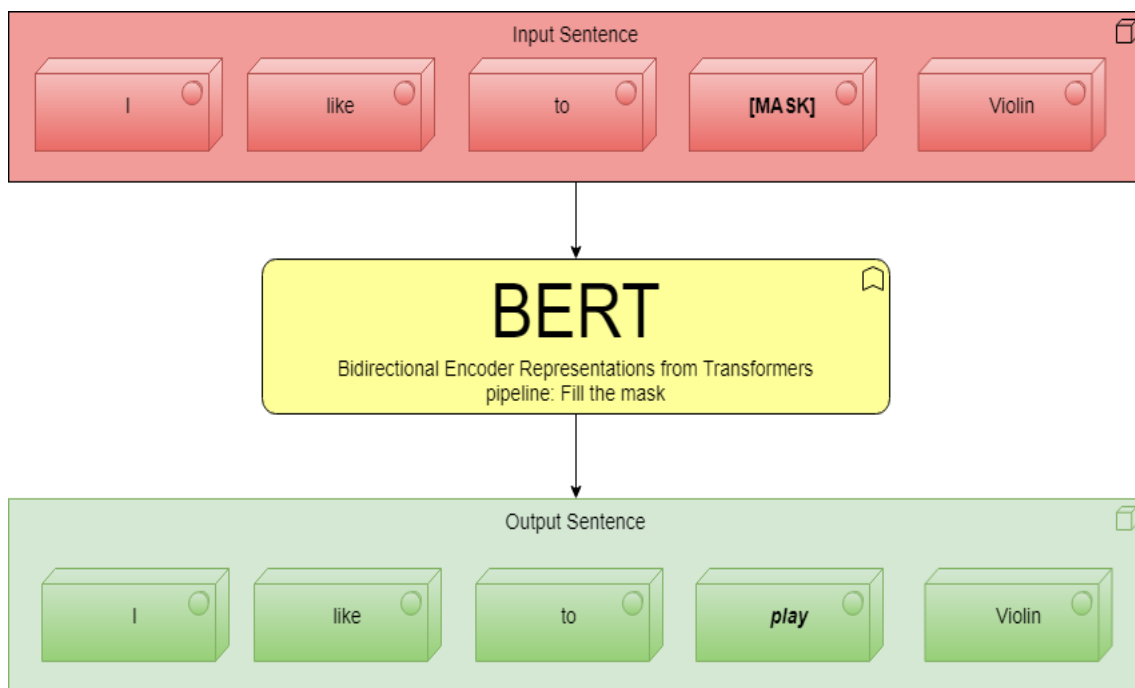 Input Sentence
I like to [MASK] Violin
BERT
Bidirectional Encoder Representations from Transformers
pipeline: Fill the mask
Output Sentence
I like to play Violin